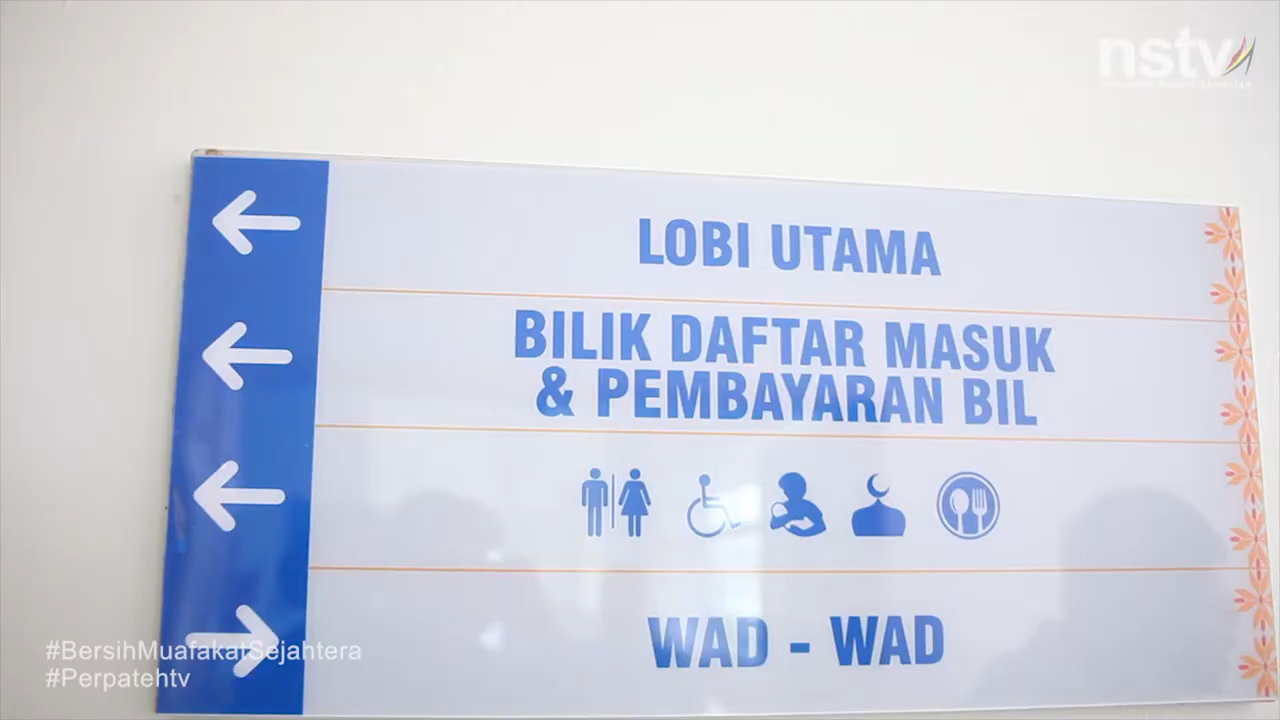 nstv
LOBI UTAMA
BILIK DAFTAR MASUK
& PEMBAYARAN BIL
WAD - WAD
#BersihMuafakatSejahtera
#Perpatehtv